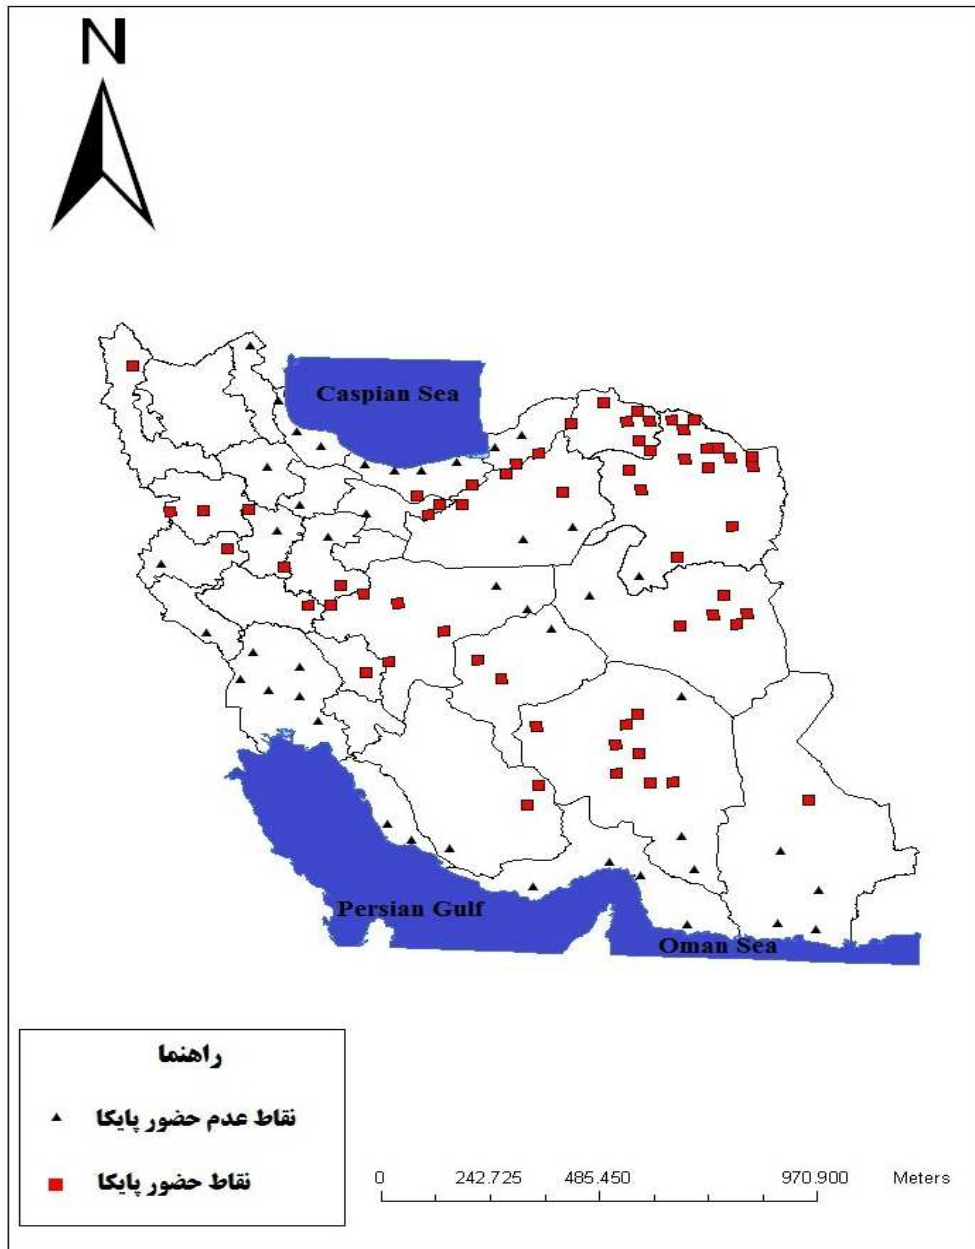 N
Caspian Sea
Persian Gulf
Oman Sea
راهنما
نقاط عدم حضور پایکا
نقاط حضور پایکا
0 242.725 485.450 970.900 Meters